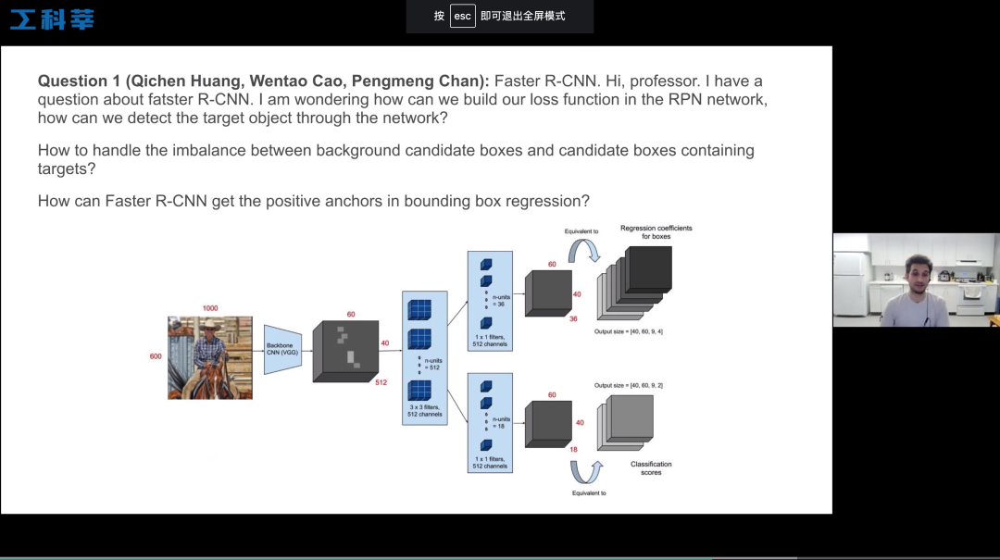 工科莘
按 esc 即可退出全屏模式
Question 1 (Qichen Huang, Wentao Cao, Pengmeng Chan): Faster R-CNN. Hi, professor. I have a
question about fatster R-CNN. I am wondering how can we build our loss function in the RPN network,
how can we detect the target object through the network?
How to handle the imbalance between background candidate boxes and candidate boxes containing
targets?
How can Faster R-CNN get the positive anchors in bounding box regression?
Equivalent to
Regression coefficients
for boxes
60
n-units
= 36
40
36
1 x 1 filters,
512 channels
Output size = [40, 60, 9, 4]
1000
600
Backbone
CNN (VGG)
60
40
512
n-units
= 512
3 x 3 filters,
512 channels
Output size = [40, 60, 9, 2]
60
n-units
= 18
40
18
1 x 1 filters,
512 channels
Classification
scores
Equivalent to